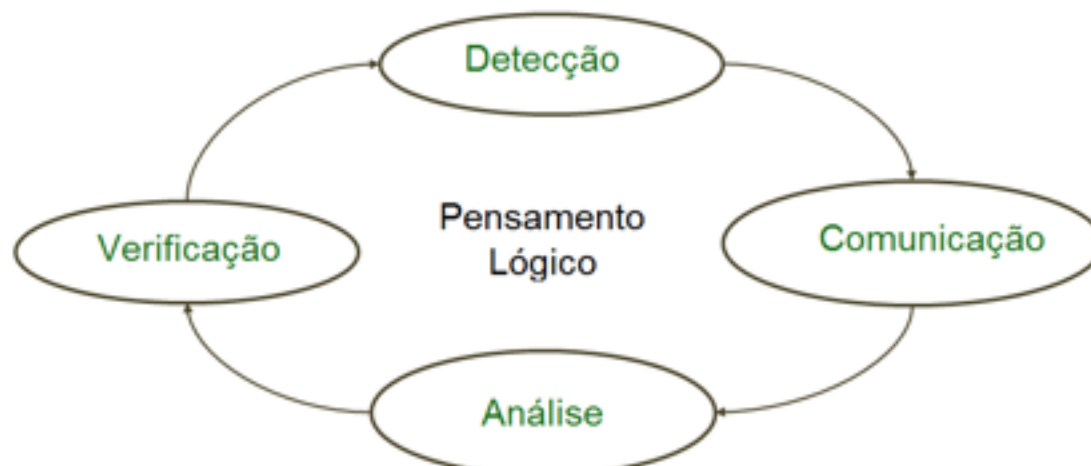 Detecção
Verificação
Pensamento
Lógico
Comunicação
Análise